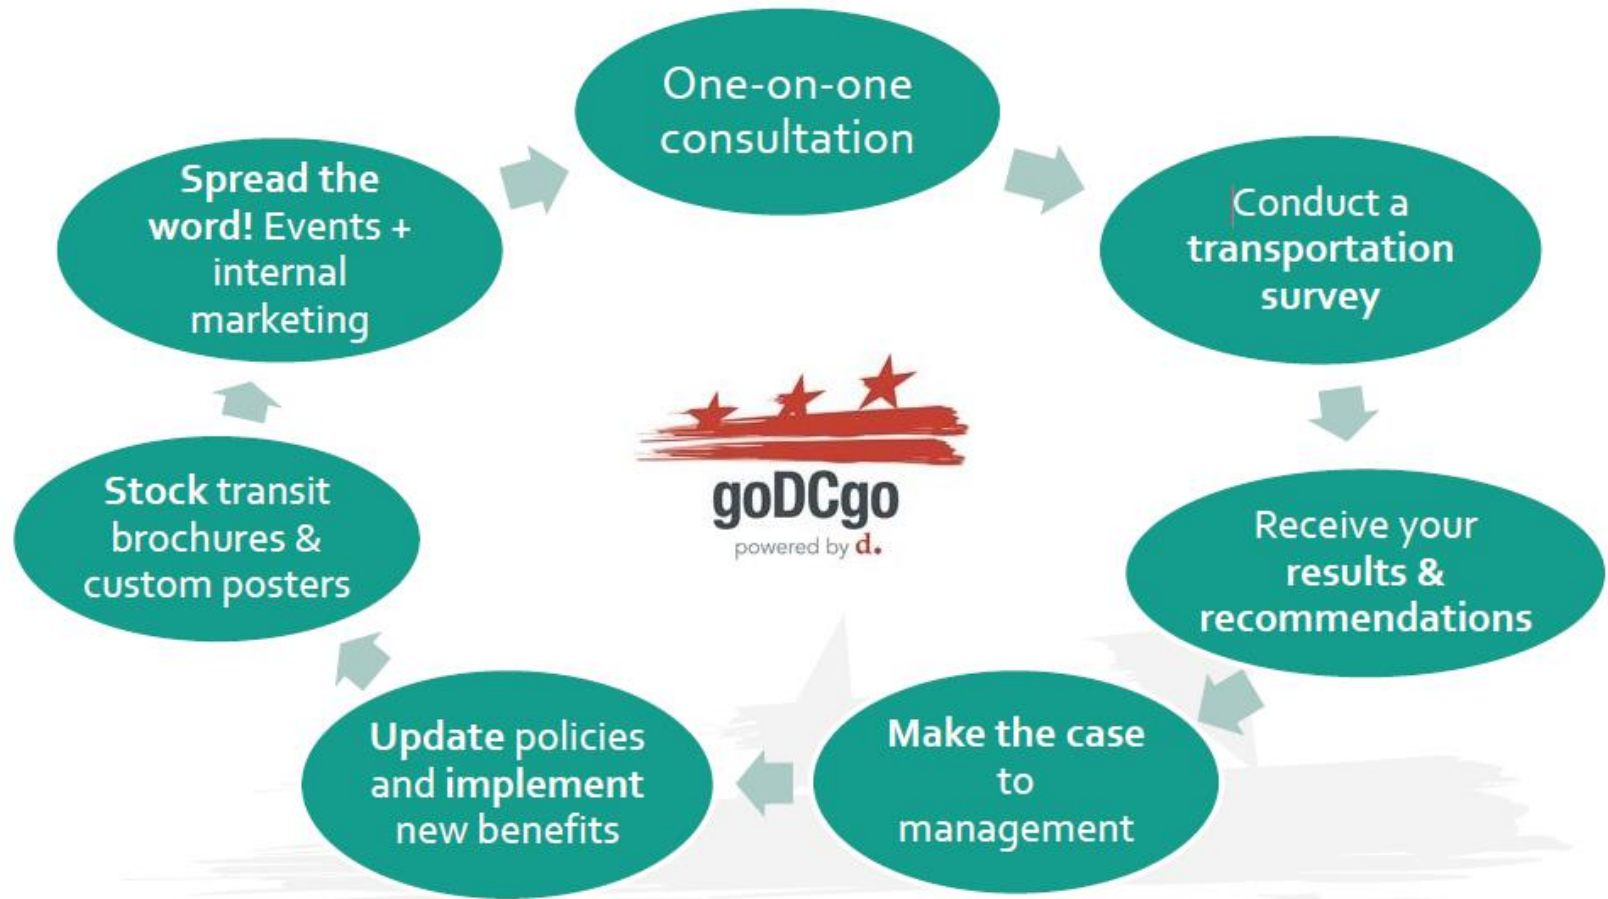 One-on-one
consultation
Conduct a
transportation
survey
Receive your
results &
recommendations
Make the case
to
management
Update policies
and implement
new benefits
Stock transit
brochures &
custom posters
Spread the
word! Events +
internal
marketing
goDCgo
powered by d.